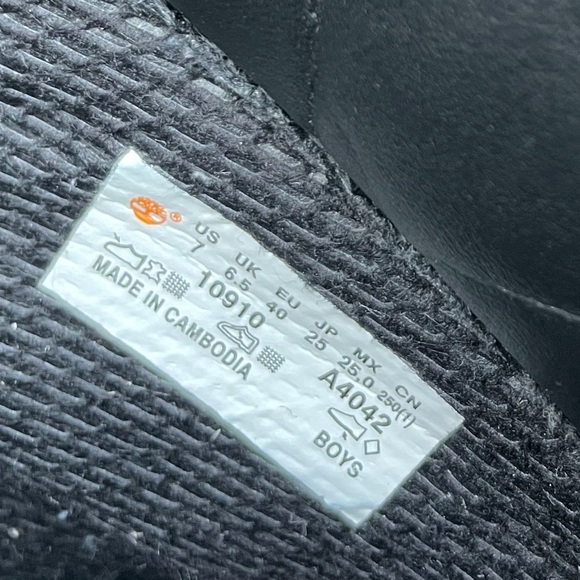 US UK EU JP MX CN
7 6.5 40 25 25.0 250(1)
10910 A4042
MADE IN CAMBODIA BOYS